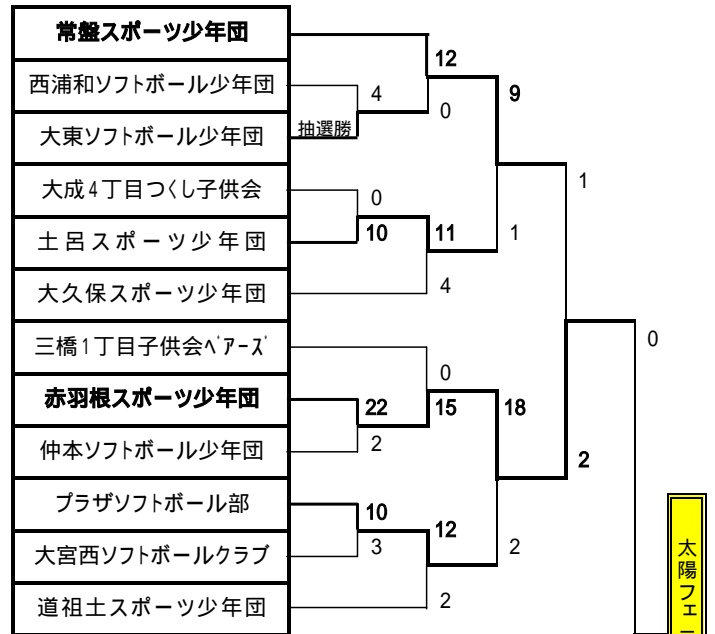 常盤スポーツ少年団
12
西浦和ソフトボール少年団
4
9
0
大東ソフトボール少年団
抽選勝
大成4丁目つくし子供会
0
1
土呂スポーツ少年団
10
11
1
大久保スポーツ少年団
4
三橋1丁目子供会ベアーズ
0
0
赤羽根スポーツ少年団
22
15
18
仲本ソフトボール少年団
2
2
プラザソフトボール部
10
12
大宮西ソフトボールクラブ
3
2
道祖土スポーツ少年団
2
太陽フェ